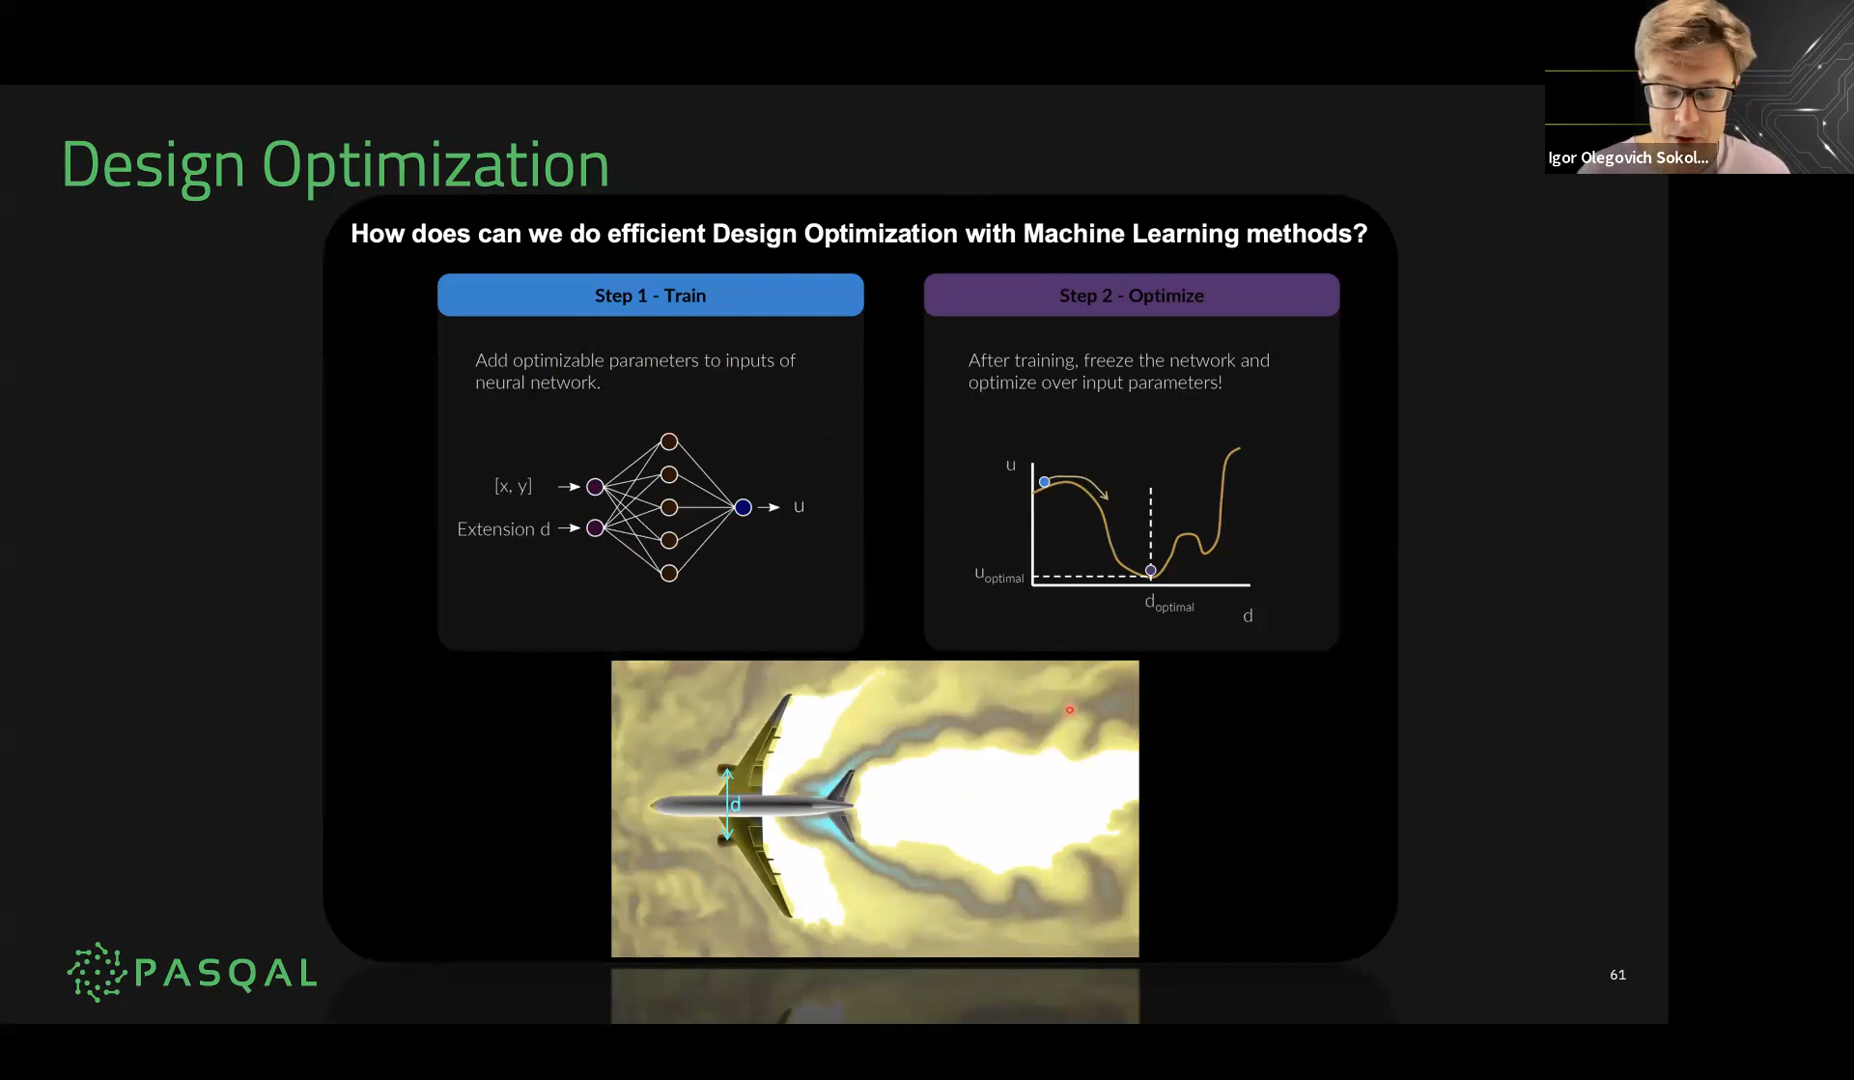 Igor Olegovich Sokol...
Design Optimization
How does can we do efficient Design Optimization with Machine Learning methods?
Step 1 - Train
Add optimizable parameters to inputs of
neural network.
[x, y]
Extension d
u
Step 2 - Optimize
After training, freeze the network and
optimize over input parameters!
u
uoptimal
doptimal
d
d
PASQAL
61